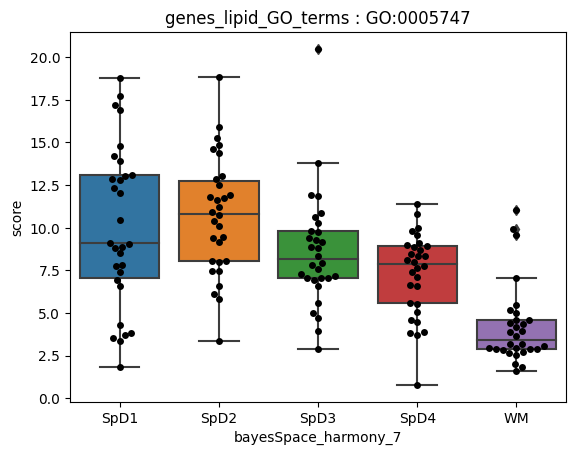 genes_lipid_GO_terms : GO:0005747
20.0
17.5
15.0
12.5
10.0
7.5
5.0
2.5
0.0
score
SpD1 SpD2 SpD3 SpD4 WM
bayesSpace_harmony_7